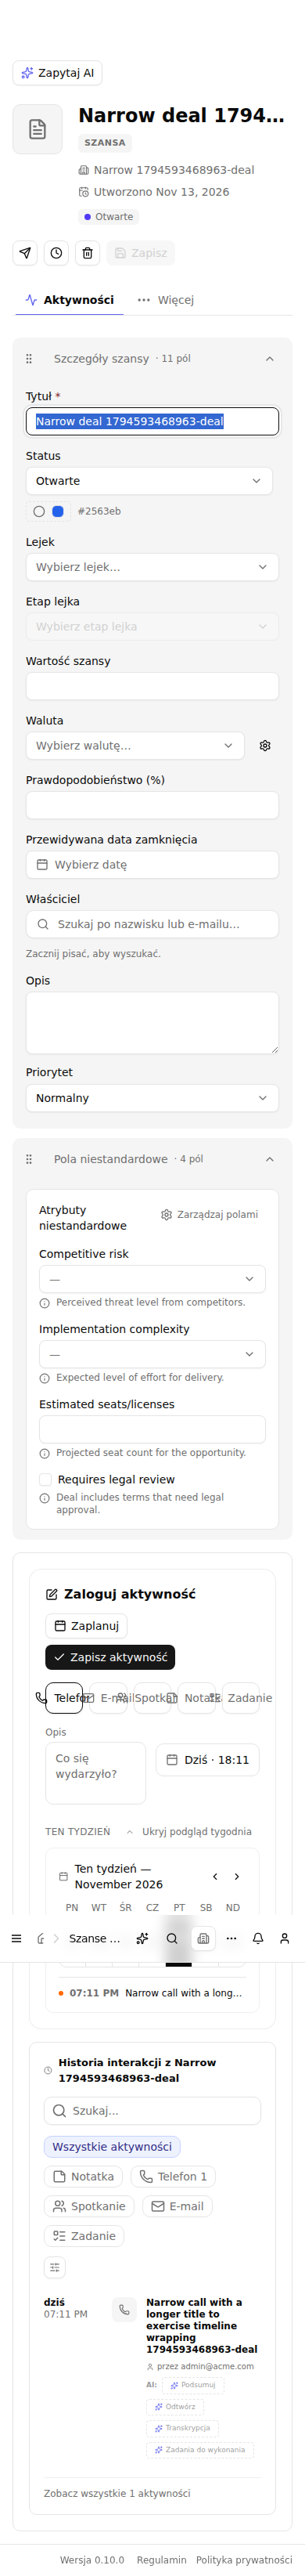 Zapytaj AI
Narrow deal 1794...
SZANSA
Narrow 1794593468963-deal
Utworzono Nov 13, 2026
Otwarte
Zapisz
Aktywności
Więcej
Szczegóły szansy · 11 pól
Tytuł *
Narrow deal 1794593468963-deal
Status
Otwarte
#2563eb
Lejek
Wybierz lejek...
Etap lejka
Wybierz etap lejka
Wartość szansy
Waluta
Wybierz walutę...
Prawdopodobieństwo (%)
Przewidywana data zamknięcia
Wybierz datę
Właściciel
Szukaj po nazwisku lub e-mailu...
Zacznij pisać, aby wyszukać.
Opis
Priorytet
Normalny
Pola niestandardowe · 4 pól
Atrybuty
niestandardowe
Zarządzaj polami
Competitive risk
—
Perceived threat level from competitors.
Implementation complexity
—
Expected level of effort for delivery.
Estimated seats/licenses
Projected seat count for the opportunity.
Requires legal review
Deal includes terms that need legal
approval.
Zaloguj aktywność
Zaplanuj
Zapisz aktywność
Telefon E-mail Spotkanie Notatka Zadanie
Opis
Co się
wydarzyło?
Dziś · 18:11
TEN TYDZIEŃ
Ukryj podgląd tygodnia
Ten tydzień —
November 2026
PN WT ŚR CZ PT SB ND
Szanse ...
07:11 PM Narrow call with a long...
Historia interakcji z Narrow
1794593468963-deal
Szukaj...
Wszystkie aktywności
Notatka
Telefon 1
Spotkanie
E-mail
Zadanie
dziś
07:11 PM
Narrow call with a
longer title to
exercise timeline
wrapping
1794593468963-deal
przez admin@acme.com
AI:
Podsumuj
Odtwórz
Transkrypcja
Zadania do wykonania
Zobacz wszystkie 1 aktywności
Wersja 0.10.0 Regulamin Polityka prywatności